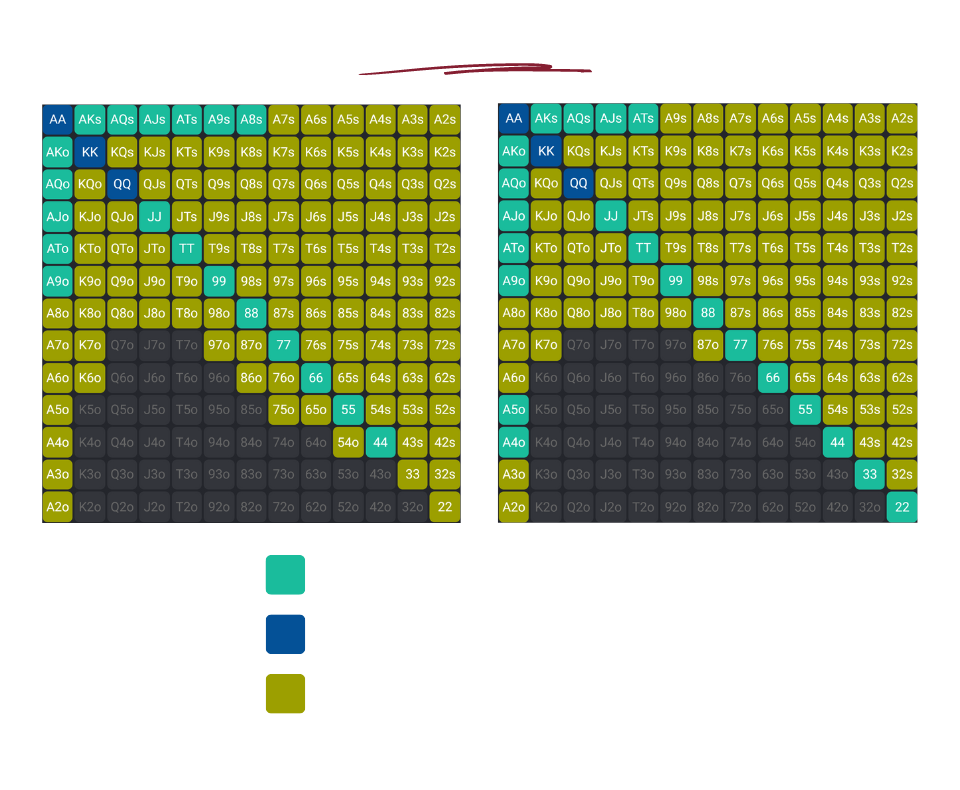 AA AKs AQs AJs ATs A9s A8s A7s A6s A5s A4s A3s A2s
AKo KK KQs KJs KTs K9s K8s K7s K6s K5s K4s K3s K2s
AQo KQo QQ QJs QTs Q9s Q8s Q7s Q6s Q5s Q4s Q3s Q2s
AJo KJo QJo JJ JTs J9s J8s J7s J6s J5s J4s J3s J2s
ATo KTo QTo JTo TT T9s T8s T7s T6s T5s T4s T3s T2s
A9o K9o Q9o J9o T9o 99 98s 97s 96s 95s 94s 93s 92s
A8o K8o Q8o J8o T8o 98o 88 87s 86s 85s 84s 83s 82s
A7o K7o Q7o J7o T7o 97o 87o 77 76s 75s 74s 73s 72s
A6o K6o Q6o J6o T6o 96o 86o 76o 66 65s 64s 63s 62s
A5o K5o Q5o J5o T5o 95o 85o 75o 65o 55 54s 53s 52s
A4o K4o Q4o J4o T4o 94o 84o 74o 64o 54o 44 43s 42s
A3o K3o Q3o J3o T3o 93o 83o 73o 63o 53o 43o 33 32s
A2o K2o Q2o J2o T2o 92o 82o 72o 62o 52o 42o 32o 22
AA AKs AQs AJs ATs A9s A8s A7s A6s A5s A4s A3s A2s
AKo KK KQs KJs KTs K9s K8s K7s K6s K5s K4s K3s K2s
AQo KQo QQ QJs QTs Q9s Q8s Q7s Q6s Q5s Q4s Q3s Q2s
AJo KJo QJo JJ JTs J9s J8s J7s J6s J5s J4s J3s J2s
ATo KTo QTo JTo TT T9s T8s T7s T6s T5s T4s T3s T2s
A9o K9o Q9o J9o T9o 99 98s 97s 96s 95s 94s 93s 92s
A8o K8o Q8o J8o T8o 98o 88 87s 86s 85s 84s 83s 82s
A7o K7o Q7o J7o T7o 97o 87o 77 76s 75s 74s 73s 72s
A6o K6o Q6o J6o T6o 96o 86o 76o 66 65s 64s 63s 62s
A5o K5o Q5o J5o T5o 95o 85o 75o 65o 55 54s 53s 52s
A4o K4o Q4o J4o T4o 94o 84o 74o 64o 54o 44 43s 42s
A3o K3o Q3o J3o T3o 93o 83o 73o 63o 53o 43o 33 32s
A2o K2o Q2o J2o T2o 92o 82o 72o 62o 52o 42o 32o 22